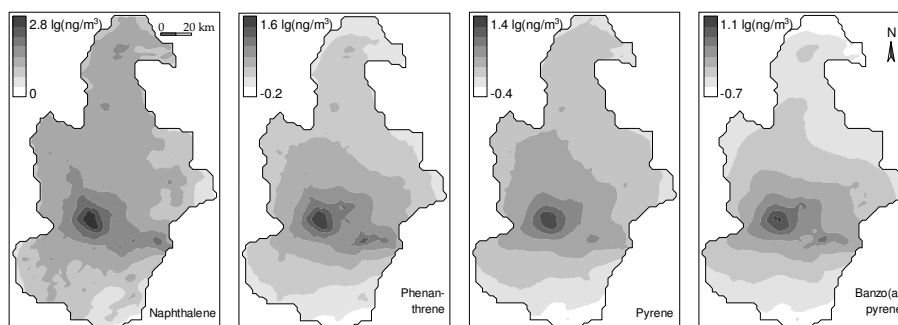 2.8 lg(ng/m³)
0 20 km
0
Naphthalene
1.6 lg(ng/m³)
-0.2
Phenan-
threne
1.4 lg(ng/m³)
-0.4
Pyrene
1.1 lg(ng/m³)
N
-0.7
Banzo(a)
pyrene